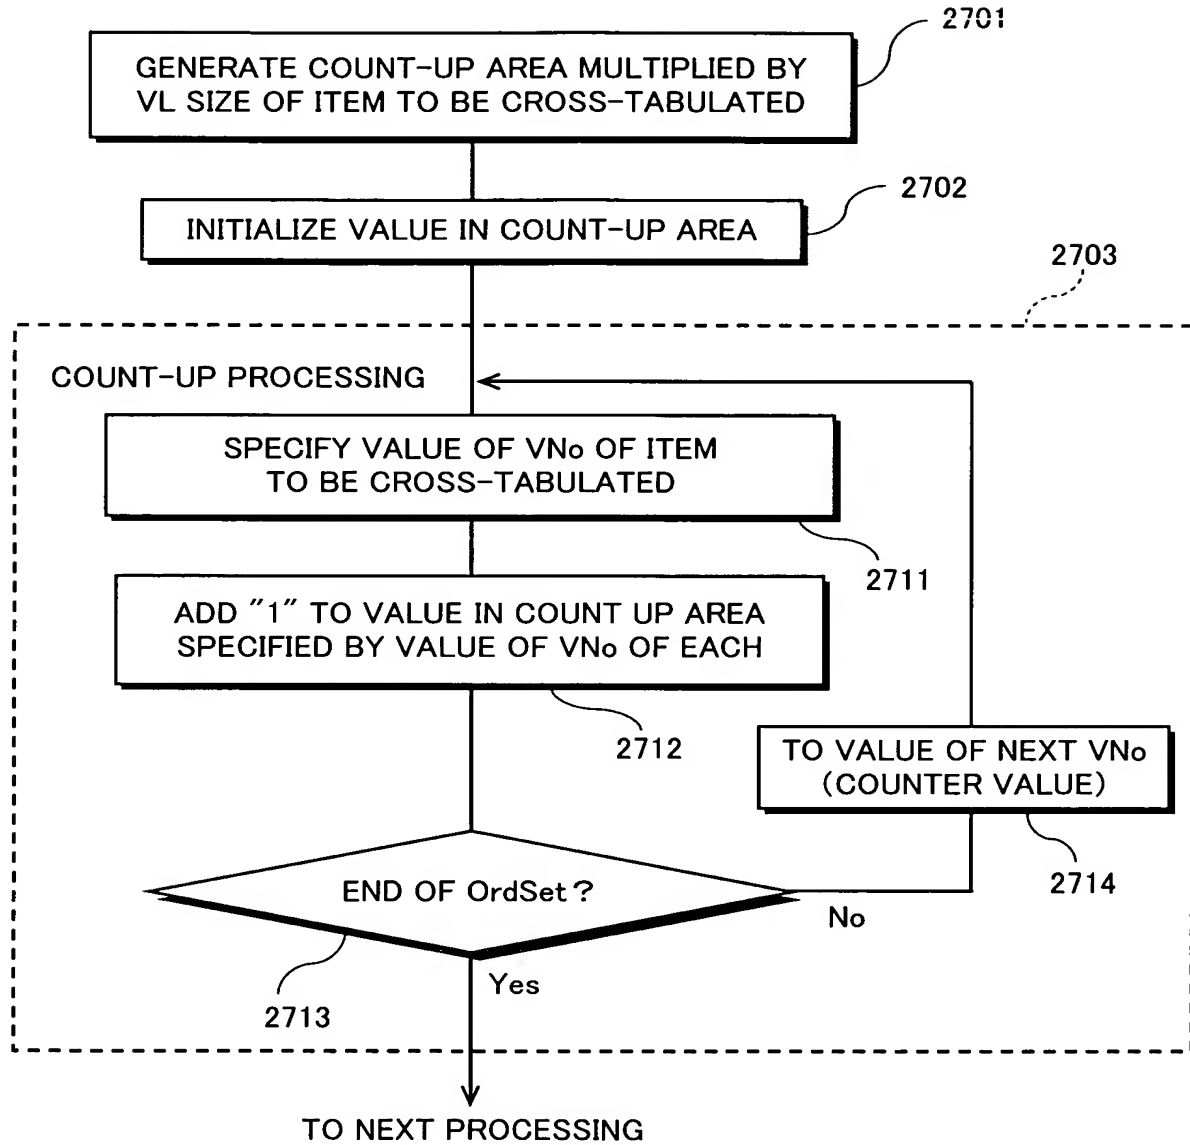 2701
GENERATE COUNT-UP AREA MULTIPLIED BY
VL SIZE OF ITEM TO BE CROSS-TABULATED
2702
INITIALIZE VALUE IN COUNT-UP AREA
2703
COUNT-UP PROCESSING
SPECIFY VALUE OF VNo OF ITEM
TO BE CROSS-TABULATED
2711
ADD "1" TO VALUE IN COUNT UP AREA
SPECIFIED BY VALUE OF VNo OF EACH
2712
TO VALUE OF NEXT VNo
(COUNTER VALUE)
2714
END OF OrdSet?
No
Yes
2713
TO NEXT PROCESSING